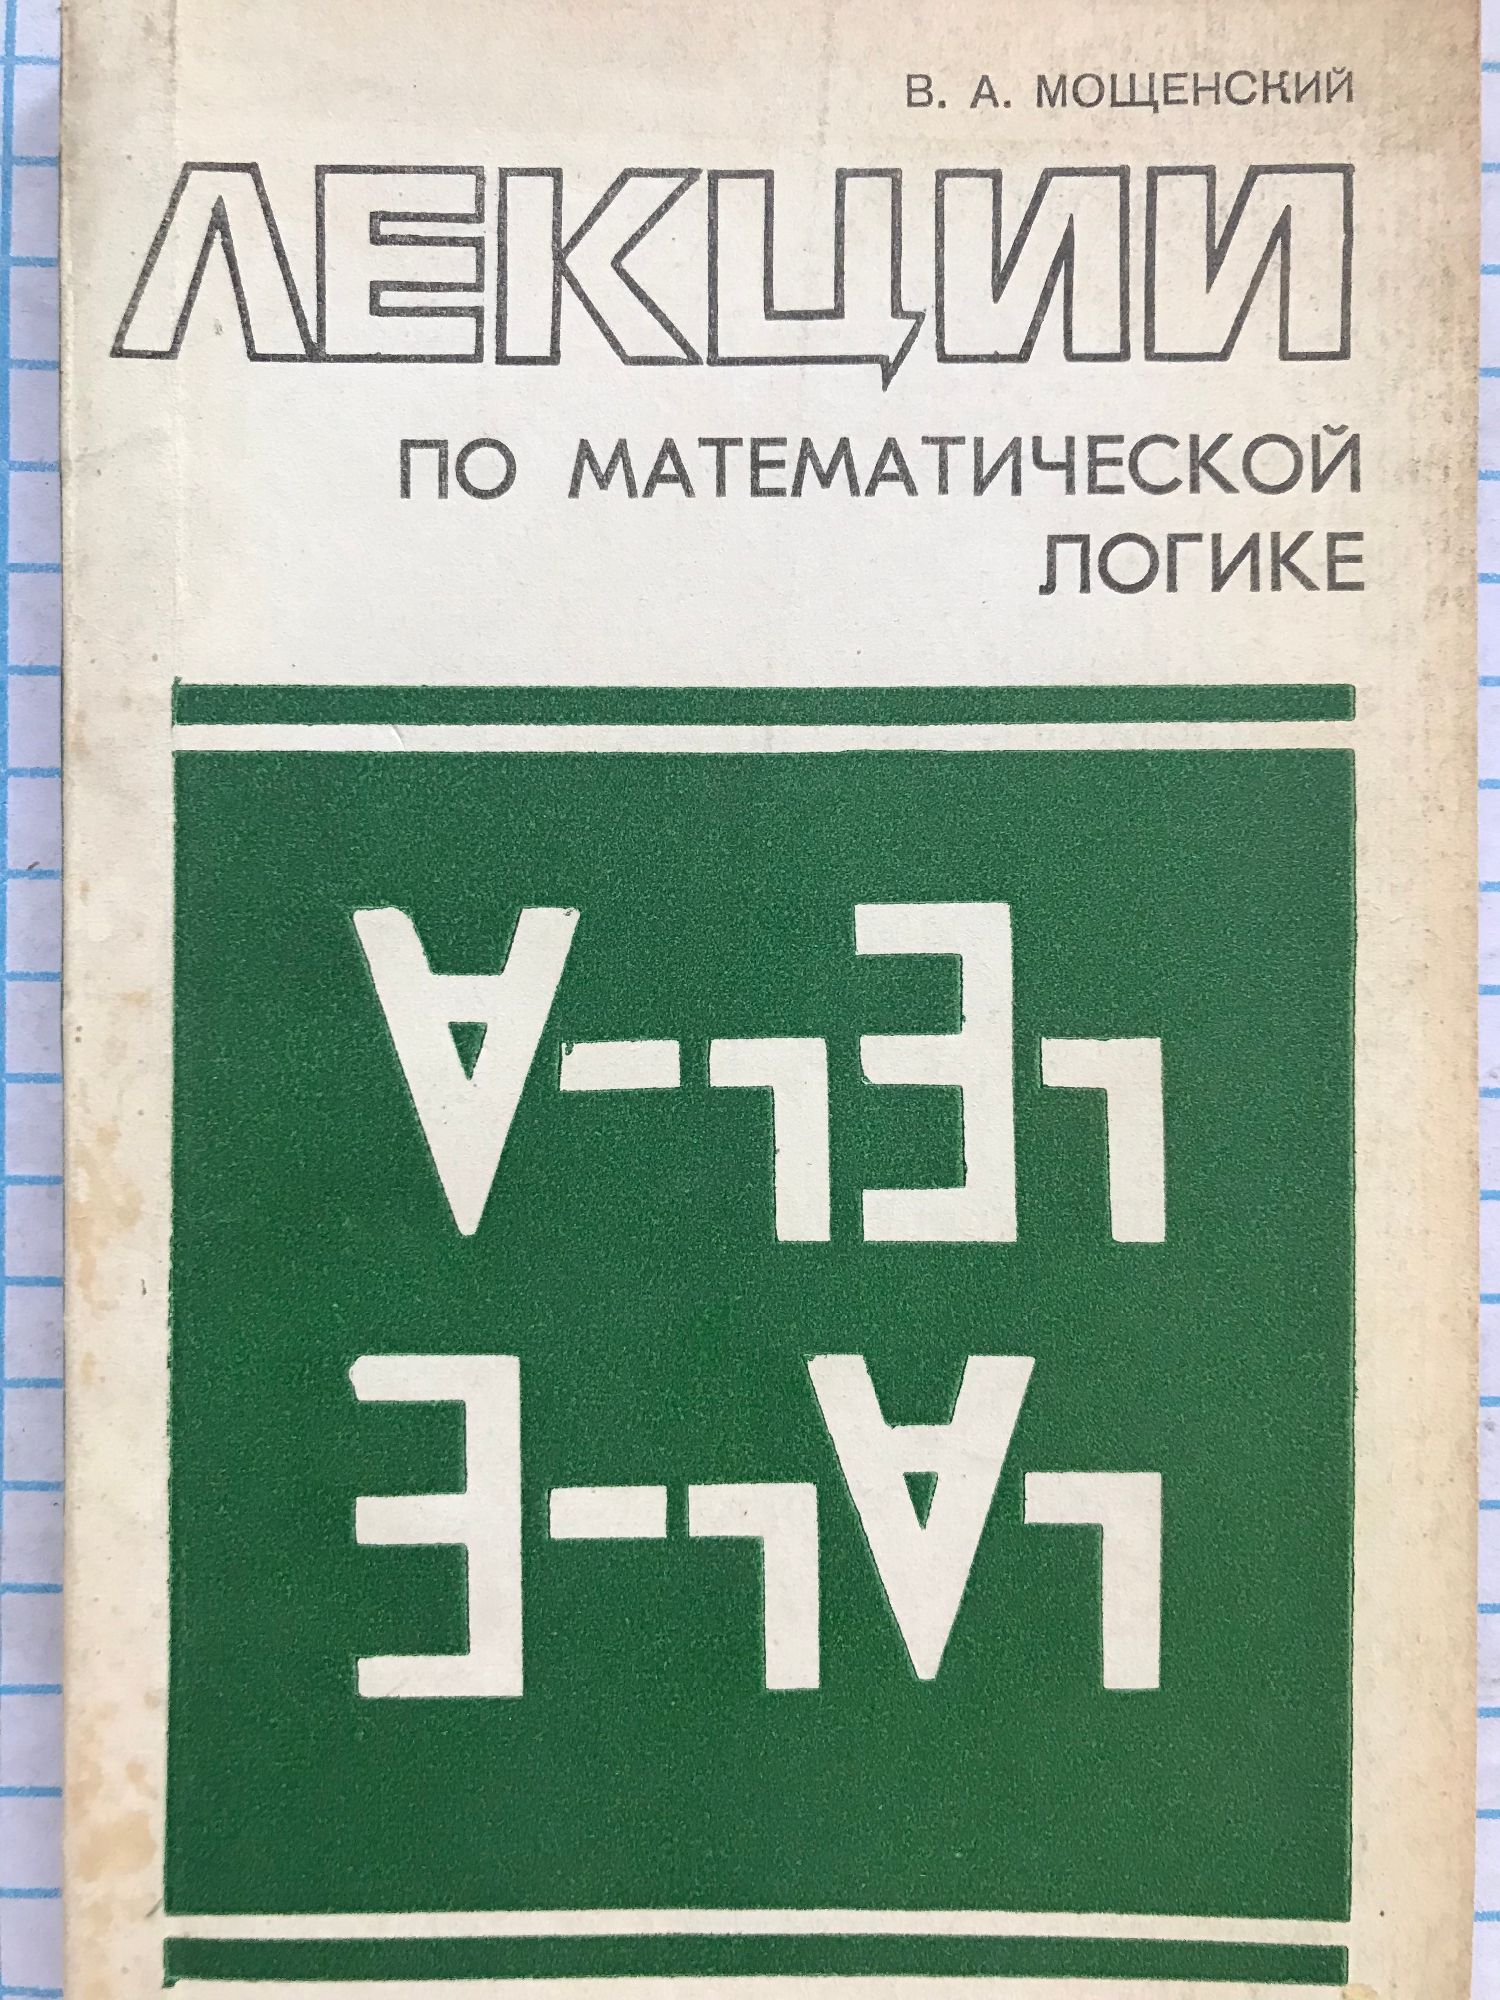 В. А. МОЩЕНСКИЙ
ЛЕКЦИИ
ПО МАТЕМАТИЧЕСКОЙ
ЛОГИКЕ
∀–¬∃¬
∃–¬∀¬